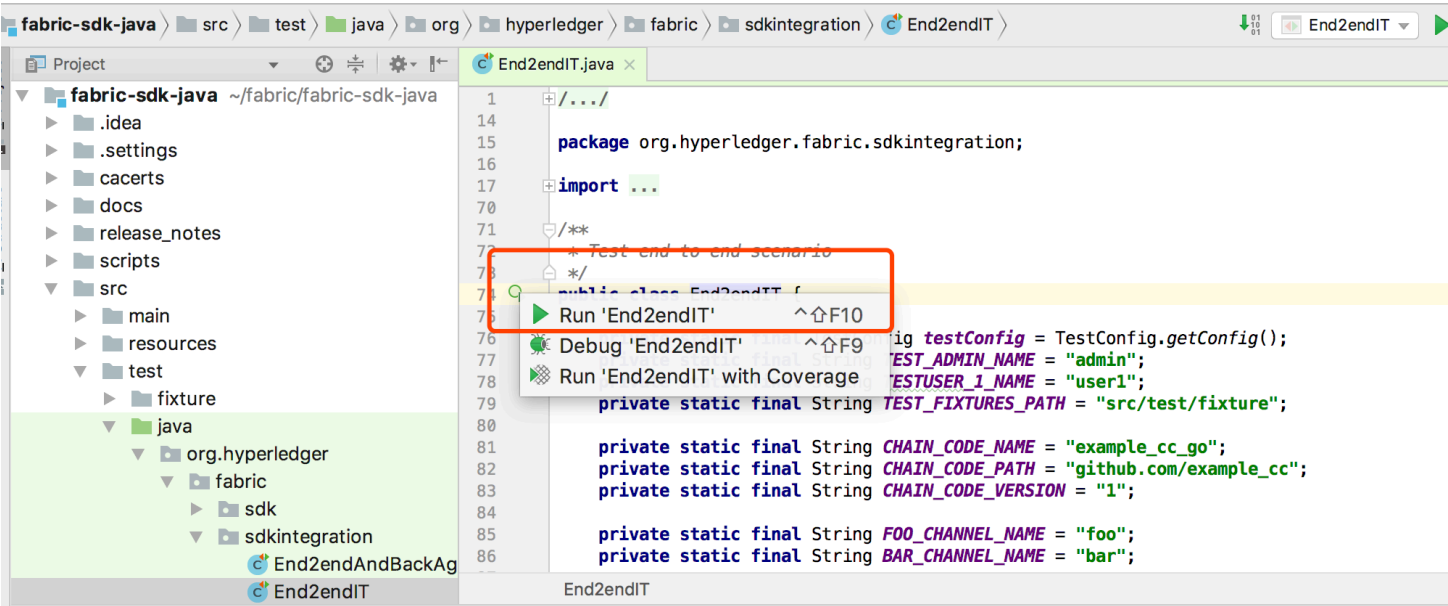 fabric-sdk-java src test java org hyperledger fabric sdkintegration End2endIT End2endIT
Project
End2endIT.java
fabric-sdk-java ~/fabric/fabric-sdk-java
.idea
.settings
cacerts
docs
release_notes
scripts
src
main
resources
test
fixture
java
org.hyperledger
fabric
sdk
sdkintegration
End2endAndBackAg
End2endIT
1 /.../
14
15 package org.hyperledger.fabric.sdkintegration;
16
17 import ...
70
71 /**
72 * Test end to end scenario
73 */
74 public class End2endIT {
75
76 ig testConfig = TestConfig.getConfig();
77 TEST_ADMIN_NAME = "admin";
78 TESTUSER_1_NAME = "user1";
79 private static final String TEST_FIXTURES_PATH = "src/test/fixture";
80
81 private static final String CHAIN_CODE_NAME = "example_cc_go";
82 private static final String CHAIN_CODE_PATH = "github.com/example_cc";
83 private static final String CHAIN_CODE_VERSION = "1";
84
85 private static final String FOO_CHANNEL_NAME = "foo";
86 private static final String BAR_CHANNEL_NAME = "bar";
Run 'End2endIT' ^⇧F10
Debug 'End2endIT' ^⇧F9
Run 'End2endIT' with Coverage
End2endIT